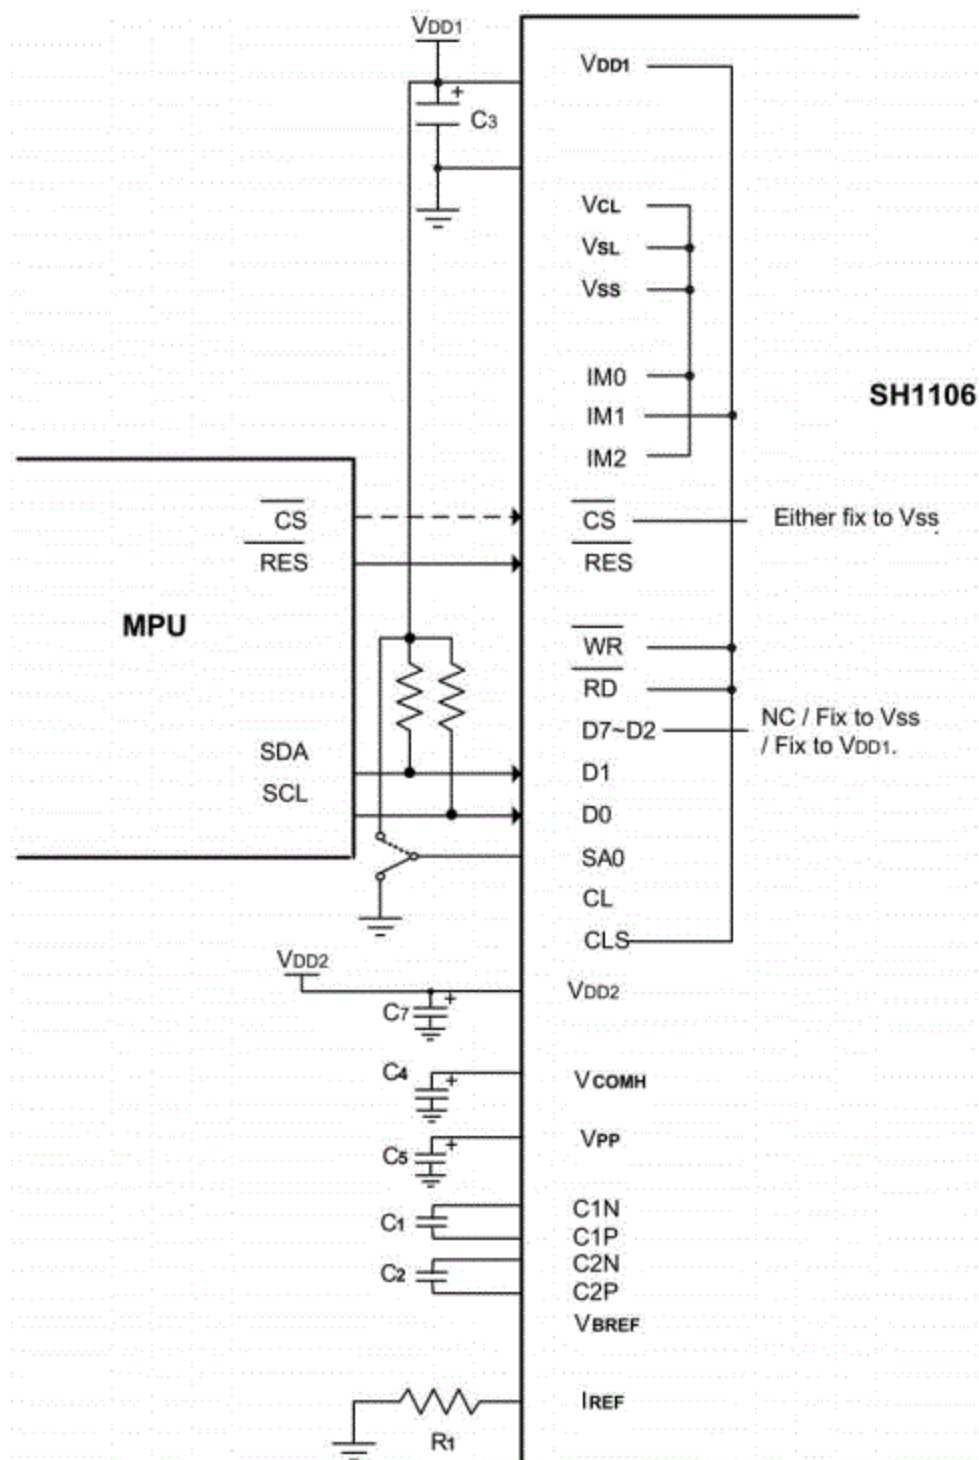 VDD1
VDD1
C3
VCL
VSL
VSS
IM0
SH1106
IM1
IM2
CS
CS
Either fix to Vss
RES
RES
MPU
WR
RD
NC / Fix to Vss
D7~D2
/ Fix to VDD1.
SDA
D1
SCL
D0
SA0
CL
CLS
VDD2
VDD2
C7
C4
VCOMH
C5
VPP
C1N
C1
C1P
C2N
C2
C2P
VBREF
IREF
R1